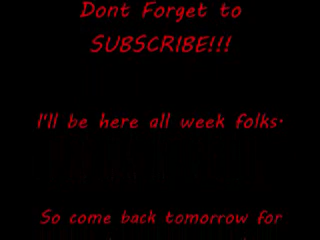 Dont Forget to
SUBSCRIBE!!!
I'll be here all week folks.
So come back tomorrow for